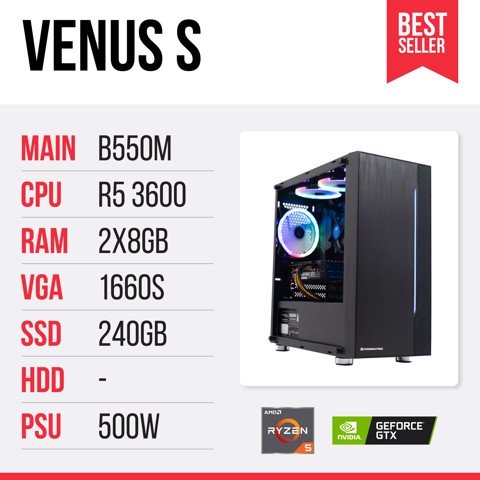 VENUS S
BEST
SELLER
MAIN B550M
CPU R5 3600
RAM 2X8GB
VGA 1660S
SSD 240GB
HDD -
PSU 500W
XIGMATEK
AMD
RYZEN
5
NVIDIA.
GEFORCE
GTX